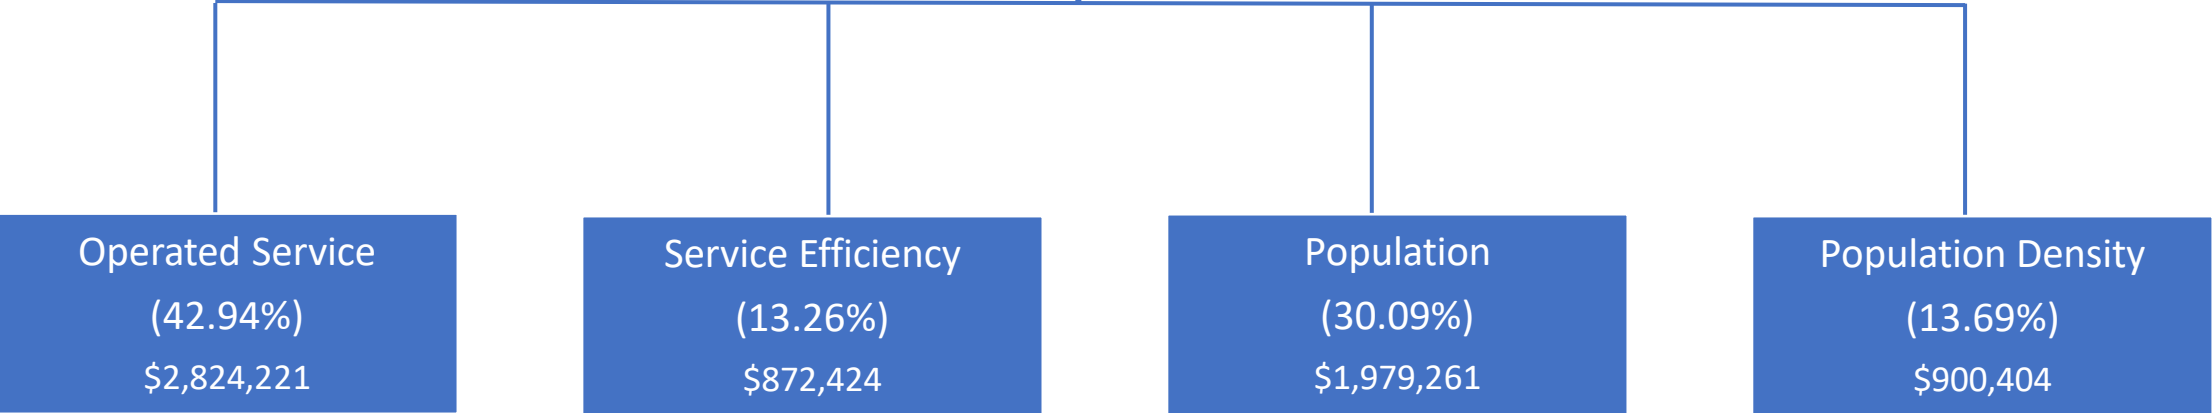 Operated Service
(42.94%)
$2,824,221
Service Efficiency
(13.26%)
$872,424
Population
(30.09%)
$1,979,261
Population Density
(13.69%)
$900,404